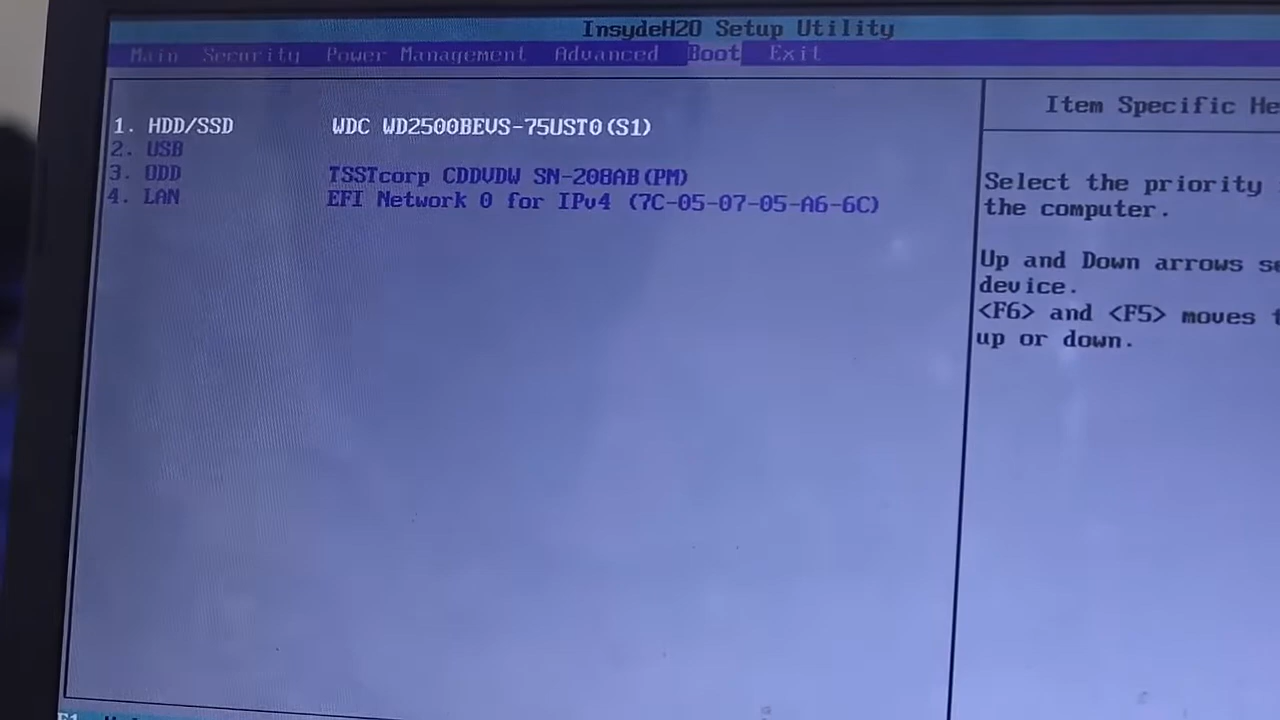 InsydeH20 Setup Utility
Main Security Power Management Advanced Boot Exit
1. HDD/SSD WDC WD2500BEVS-75UST0(S1)
2. USB
3. ODD TSSTcorp CDDVDW SN-208AB(PM)
4. LAN EFI Network 0 for IPv4 (7C-05-07-05-A6-6C)
Item Specific He
Select the priority
the computer.
Up and Down arrows se
device.
<F6> and <F5> moves t
up or down.